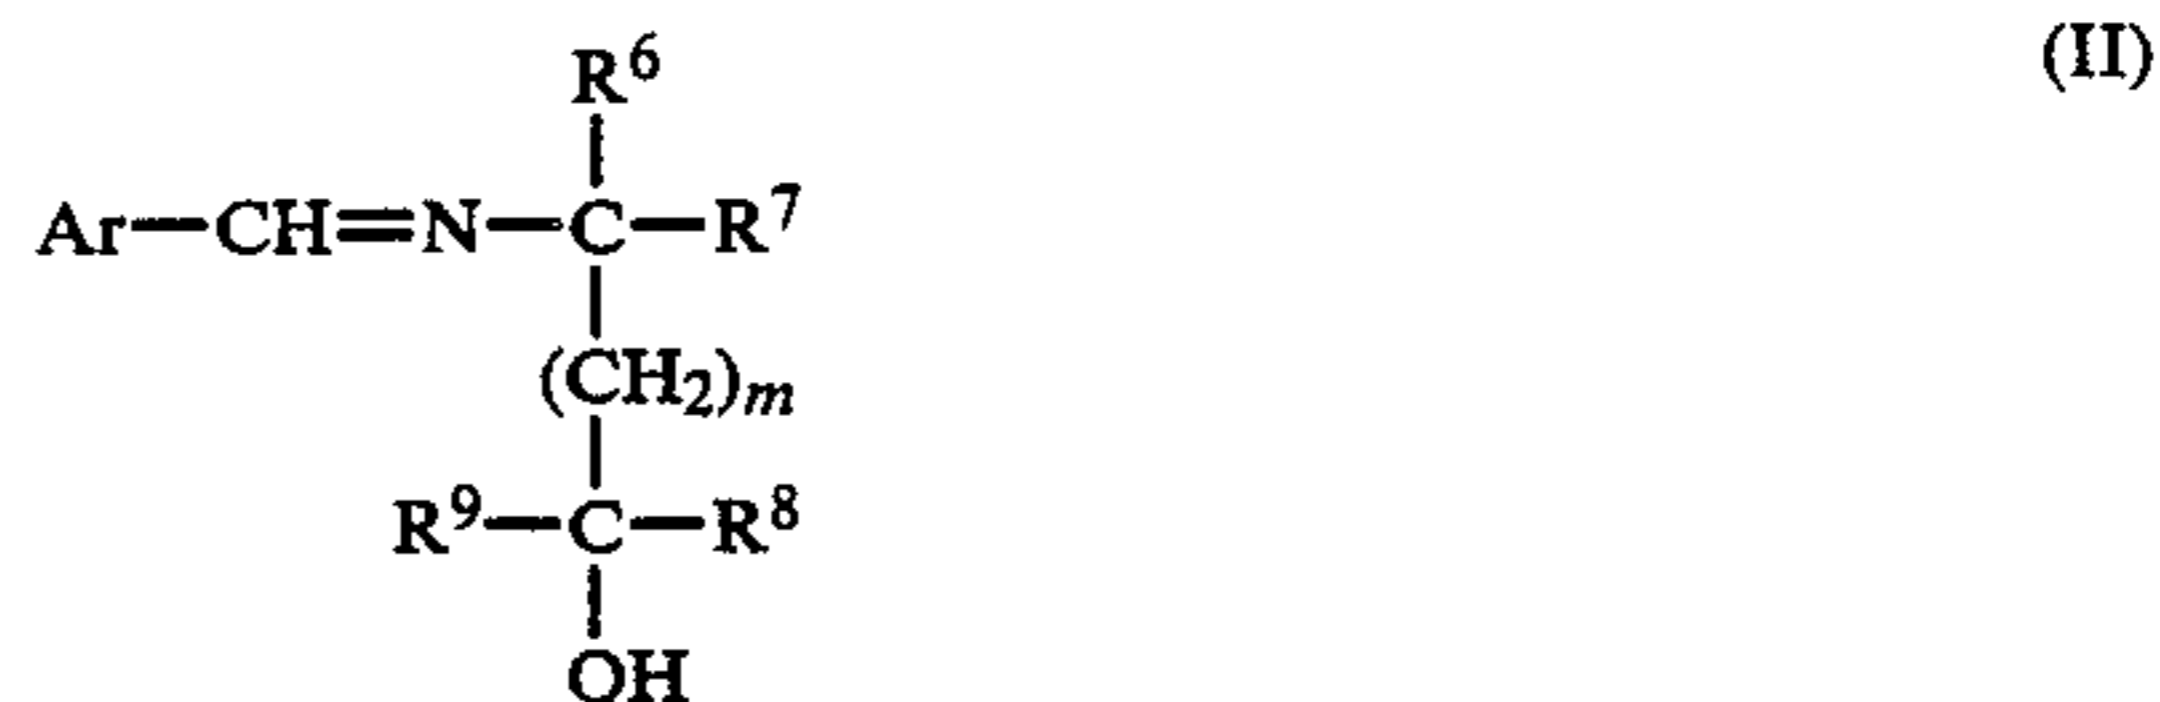 R⁶ (II)
Ar—CH=N—C—R⁷
(CH₂)ₘ
R⁹—C—R⁸
OH